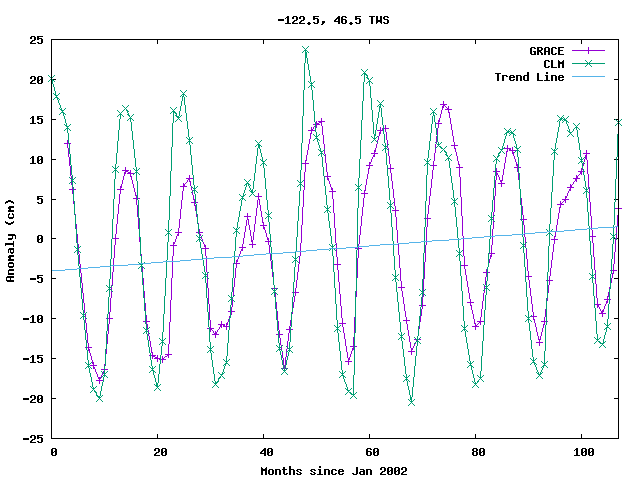 -122.5, 46.5 TWS
GRACE
CLM
Trend Line
25
20
15
10
5
0
-5
-10
-15
-20
-25
Anomaly (cm)
0 20 40 60 80 100
Months since Jan 2002